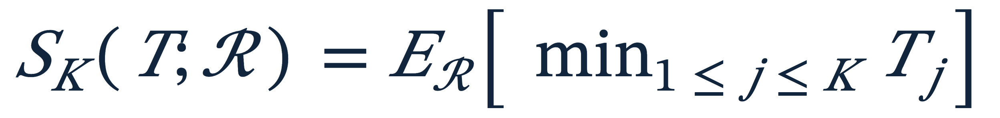 S_K(T; ℛ) = E_ℛ[min_{1 ≤ j ≤ K} T_j]